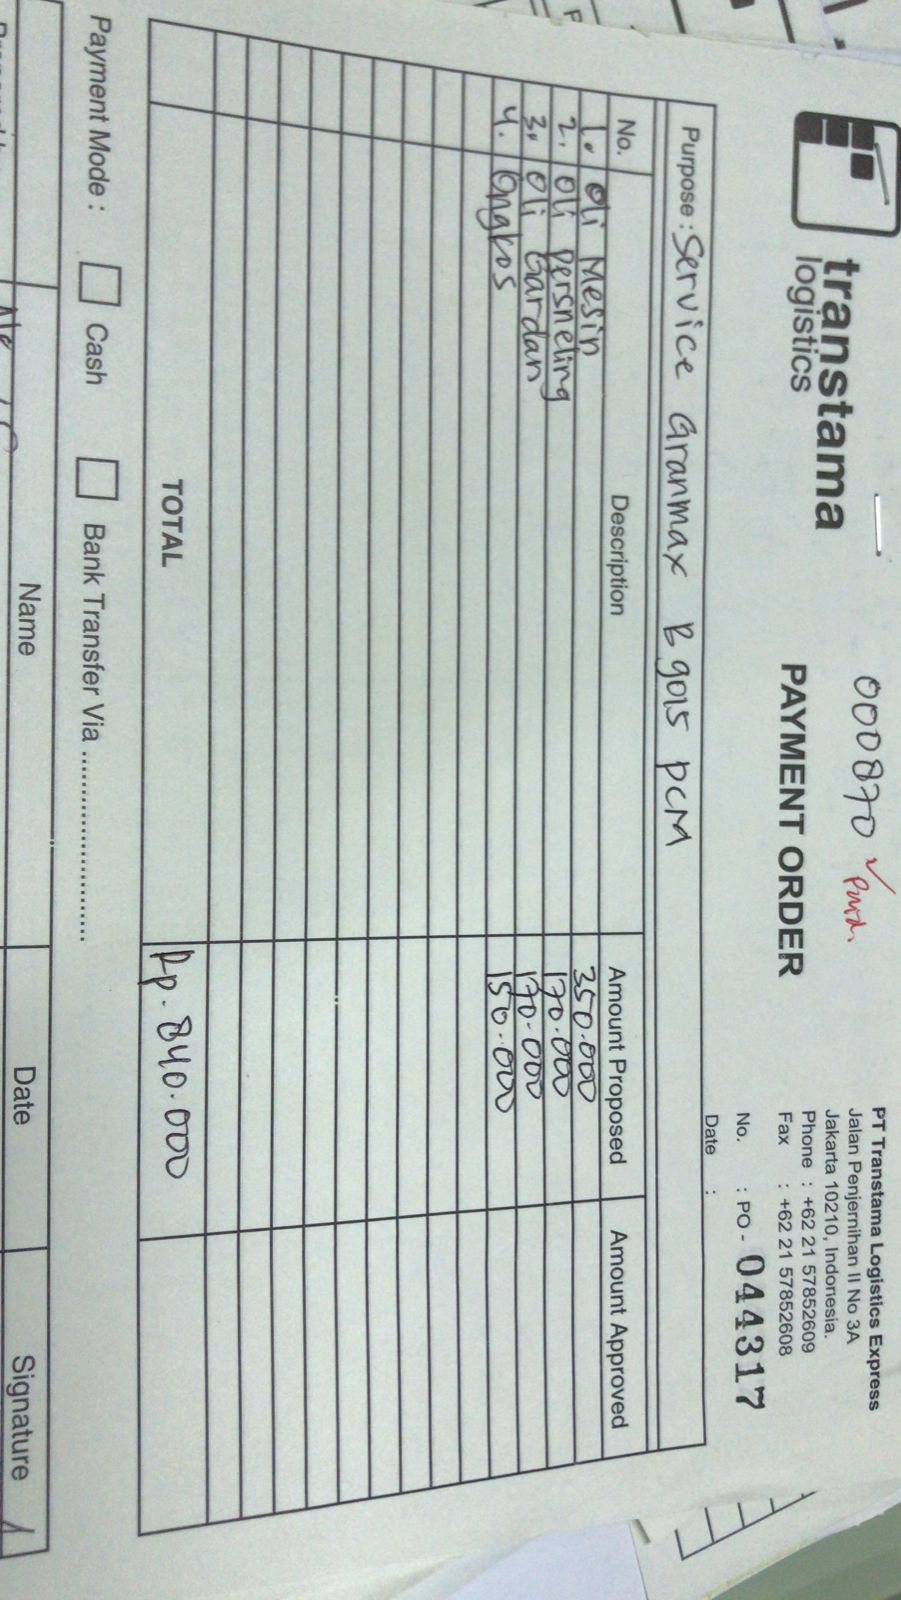 transtama
logistics
0000870 ✓ Paid.
PAYMENT ORDER
PT Transtama Logistics Express
Jalan Penjernihan II No 3A
Jakarta 10210, Indonesia.
Phone : +62 21 57852609
Fax : +62 21 57852608
No. : PO - 044317
Date :
Purpose : Service Granmax B 9015 PCM
No. Description Amount Proposed Amount Approved
1. Oli Mesin 350.000
2. Oli Persneling 170.000
3. Oli Gardan 170.000
4. Ongkos 150.000
TOTAL Rp. 840.000
Payment Mode : Cash Bank Transfer Via ........................
Name Date Signature